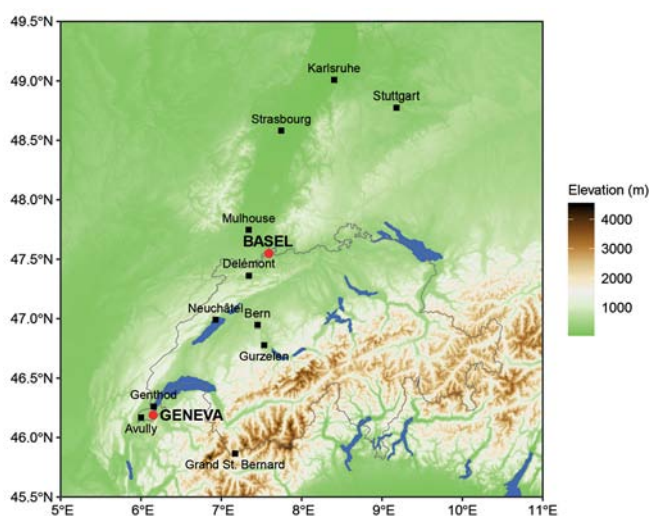 49.5°N
49.0°N
48.5°N
48.0°N
47.5°N
47.0°N
46.5°N
46.0°N
45.5°N
5°E
6°E
7°E
8°E
9°E
10°E
11°E
Karlsruhe
Stuttgart
Strasbourg
Mulhouse
BASEL
Delémont
Neuchâtel
Bern
Gurzelen
Genthod
GENEVA
Avully
Grand St. Bernard
Elevation (m)
4000
3000
2000
1000